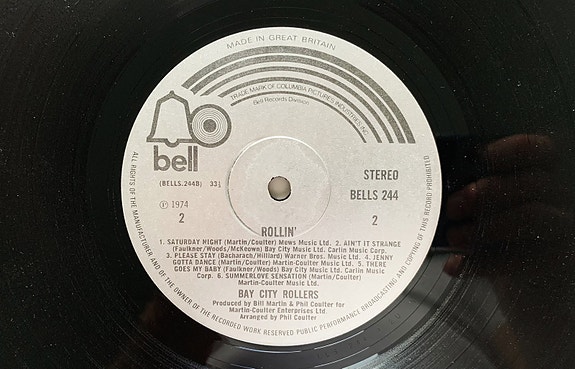 MADE IN GREAT BRITAIN
TRADE MARK OF COLUMBIA PICTURES INDUSTRIES INC.
Bell Records Division
bell
(BELLS.244B) 33⅓
STEREO
BELLS 244
Ⓟ 1974
2
2
ROLLIN'
1. SATURDAY NIGHT (Martin/Coulter) Mews Music Ltd. 2. AIN'T IT STRANGE
(Faulkner/Woods/McKeown) Bay City Music Ltd. Carlin Music Corp.
3. PLEASE STAY (Bacharach/Hilliard) Warner Bros. Music Ltd. 4. JENNY
GOTTA DANCE (Martin/Coulter) Martin-Coulter Music Ltd. 5. THERE
GOES MY BABY (Faulkner/Woods) Bay City Music Ltd. Carlin Music
Corp. 6. SUMMERLOVE SENSATION (Martin/Coulter)
Martin-Coulter Music Ltd.
BAY CITY ROLLERS
Produced by Bill Martin & Phil Coulter for
Martin-Coulter Enterprises Ltd
Arranged by Phil Coulter
ALL RIGHTS OF THE MANUFACTURER AND OF THE OWNER OF THE RECORDED WORK RESERVED PUBLIC PERFORMANCE BROADCASTING AND COPYING OF THIS RECORD PROHIBITED